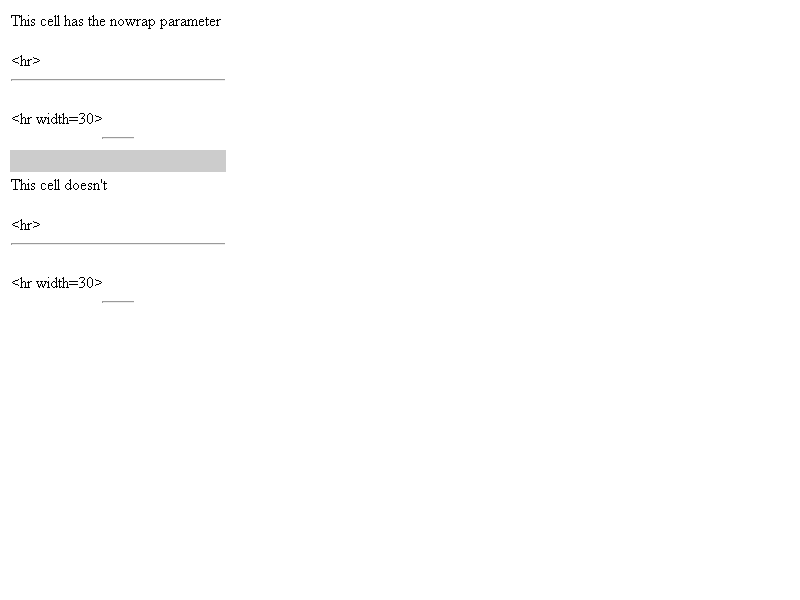 This cell has the nowrap parameter
<hr>
<hr width=30>
This cell doesn't
<hr>
<hr width=30>